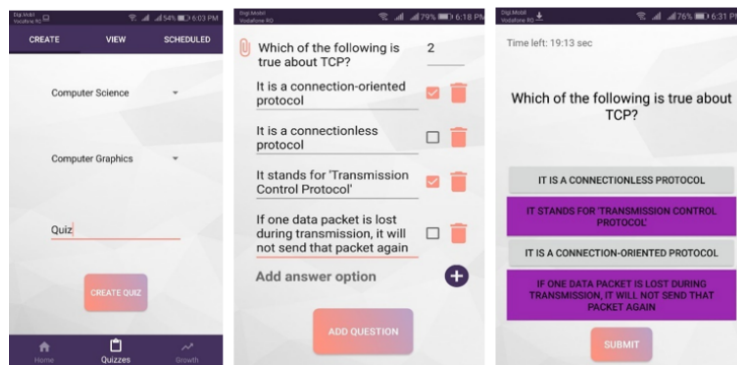 Digi.Mobil
Vodafone RO
54% 6:03 PM
CREATE VIEW SCHEDULED
Computer Science
Computer Graphics
Quiz
CREATE QUIZ
Home Quizzes Growth
Digi.Mobil
Vodafone RO
79% 6:18 PM
Which of the following is
true about TCP?
2
It is a connection-oriented
protocol
It is a connectionless
protocol
It stands for 'Transmission
Control Protocol'
If one data packet is lost
during transmission, it will
not send that packet again
Add answer option
ADD QUESTION
Digi.Mobil
Vodafone RO
76% 6:31 PM
Time left: 19:13 sec
Which of the following is true about
TCP?
IT IS A CONNECTIONLESS PROTOCOL
IT STANDS FOR 'TRANSMISSION CONTROL
PROTOCOL'
IT IS A CONNECTION-ORIENTED PROTOCOL
IF ONE DATA PACKET IS LOST DURING
TRANSMISSION, IT WILL NOT SEND THAT
PACKET AGAIN
SUBMIT